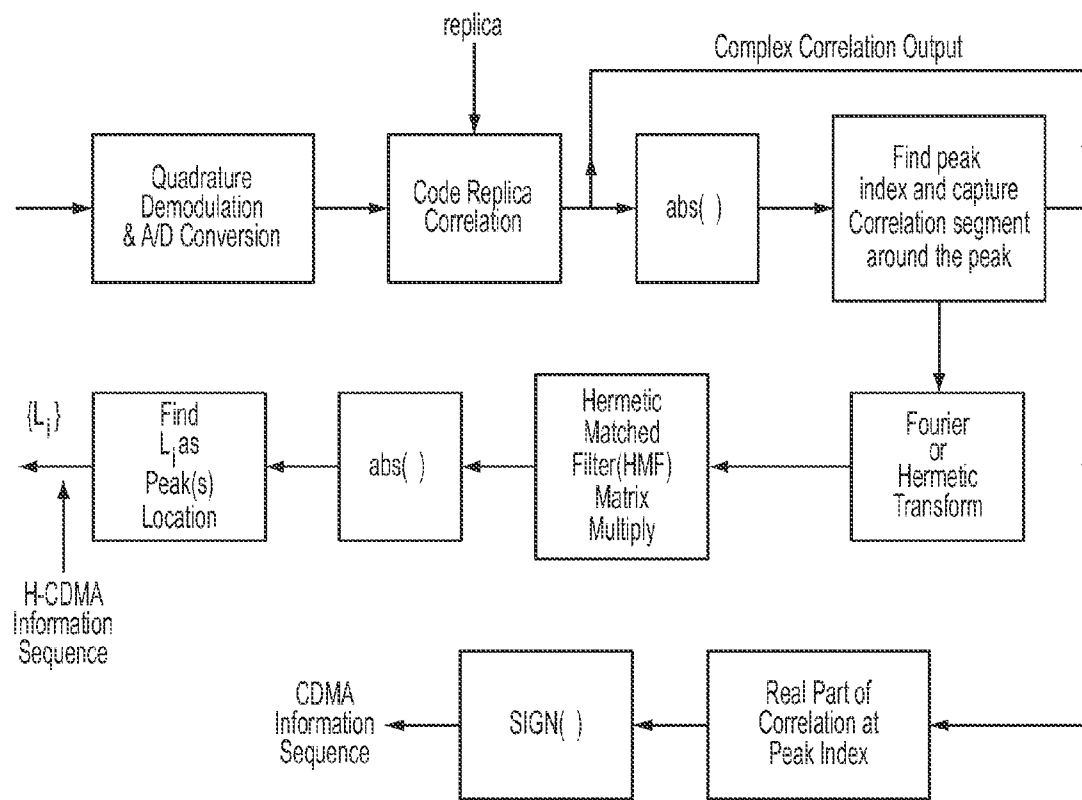 replica
Complex Correlation Output
Quadrature
Demodulation
& A/D Conversion
Code Replica
Correlation
abs( )
Find peak
index and capture
Correlation segment
around the peak
{Li}
Find
Li as
Peak(s)
Location
abs( )
Hermetic
Matched
Filter(HMF)
Matrix
Multiply
Fourier
or
Hermetic
Transform
H-CDMA
Information
Sequence
CDMA
Information
Sequence
SIGN( )
Real Part of
Correlation at
Peak Index